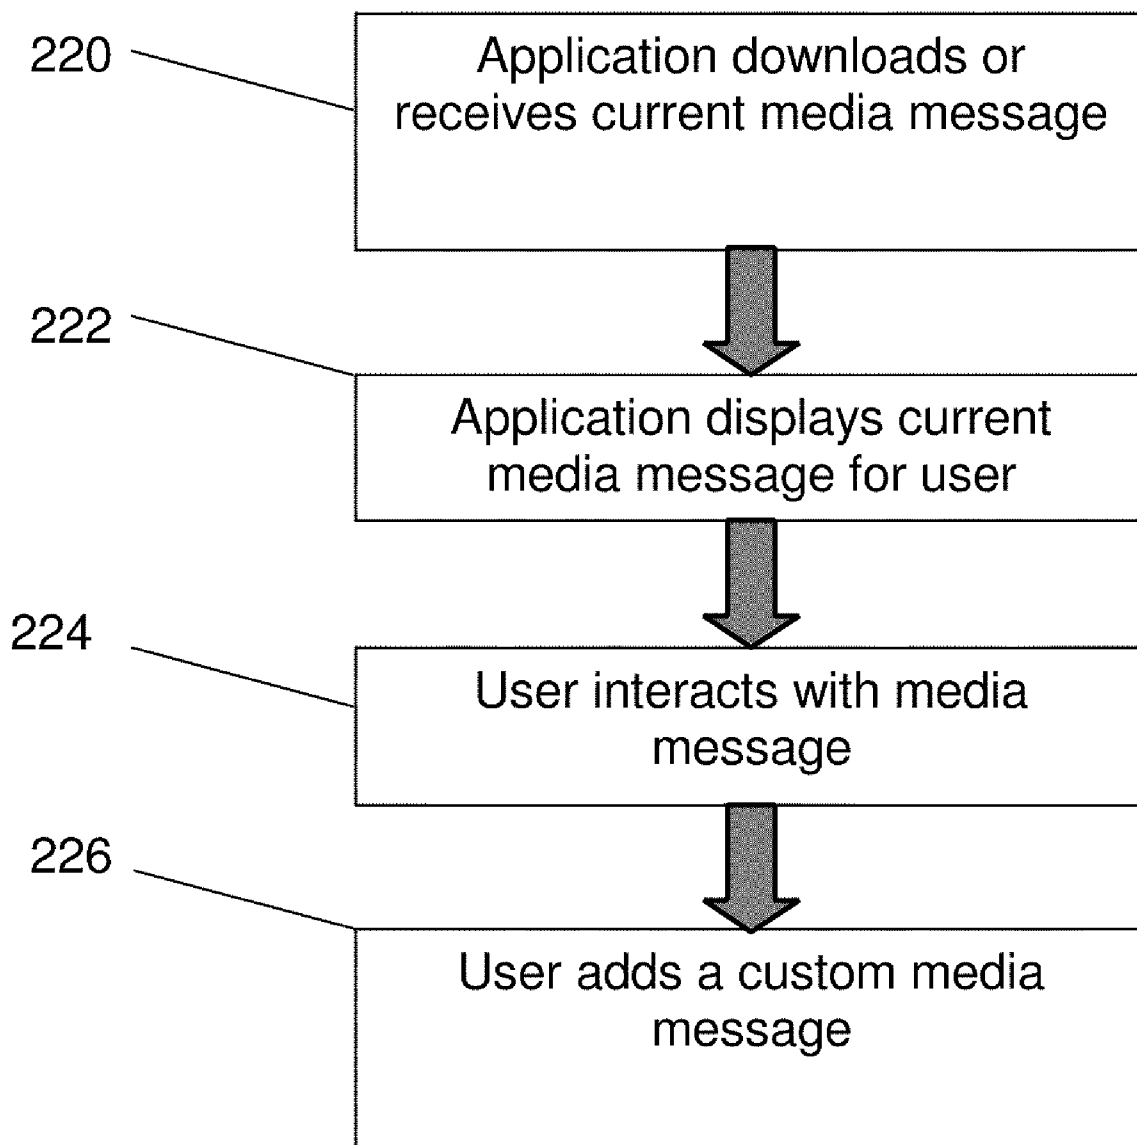 220
Application downloads or
receives current media message
222
Application displays current
media message for user
224
User interacts with media
message
226
User adds a custom media
message